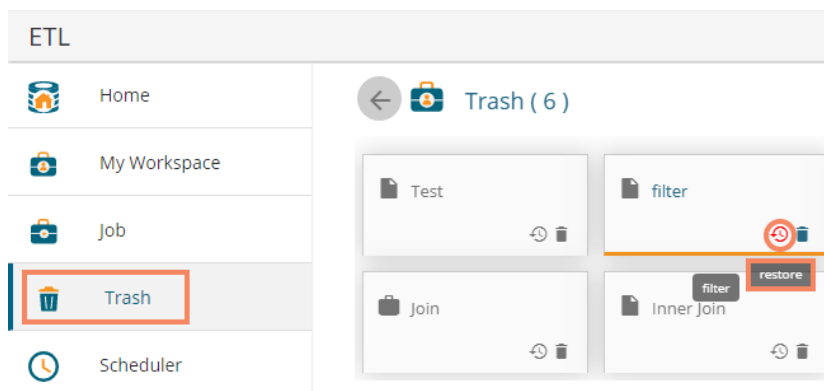 ETL
Home
My Workspace
Job
Trash
Scheduler
Trash ( 6 )
Test
filter
restore
filter
Join
Inner Join